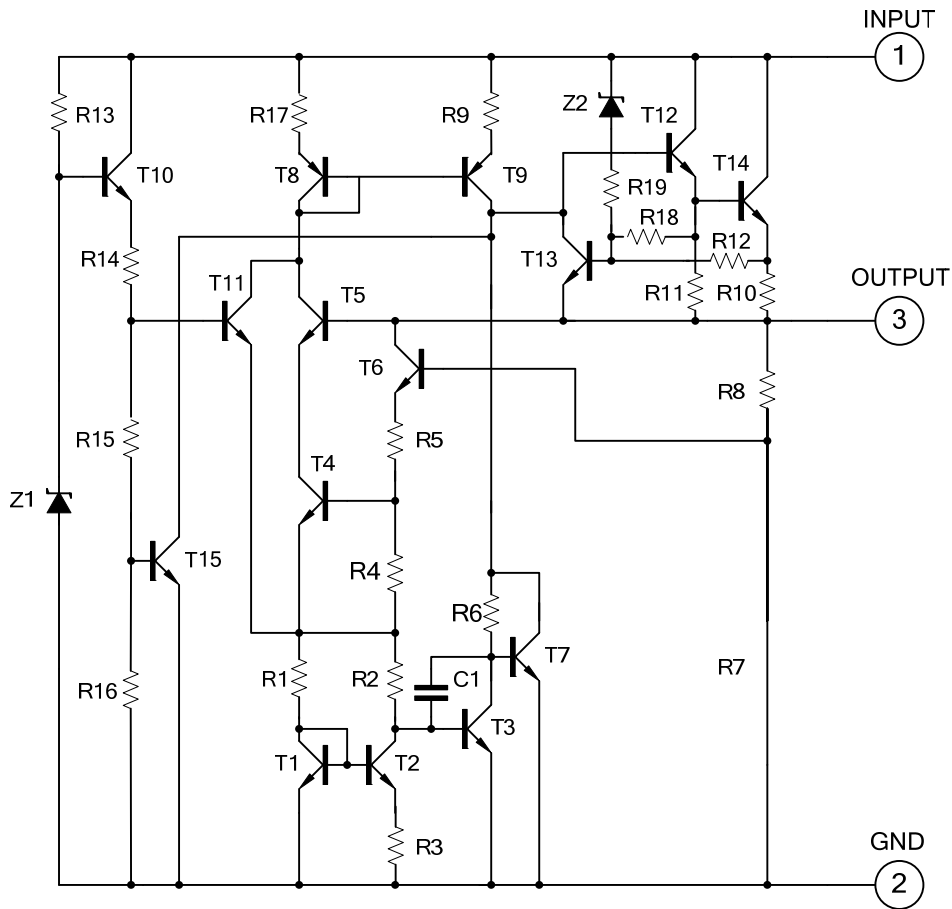 INPUT
1
R13
R17
R9
Z2
T12
T10
T8
T9
T14
R19
R18
R12
R14
T11
T13
T5
R11
R10
OUTPUT
3
T6
R8
R15
R5
T4
Z1
T15
R4
R6
T7
R7
R16
R1
R2
C1
T3
T1
T2
R3
GND
2